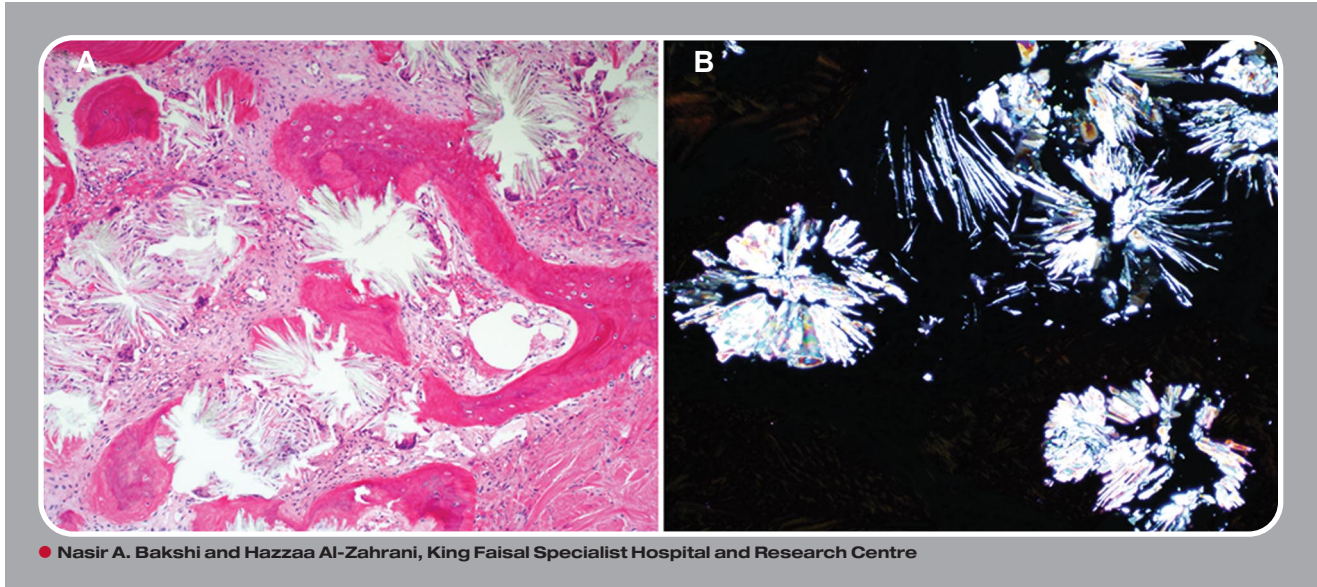 A
B
Nasir A. Bakshi and Hazzaa Al-Zahrani, King Faisal Specialist Hospital and Research Centre